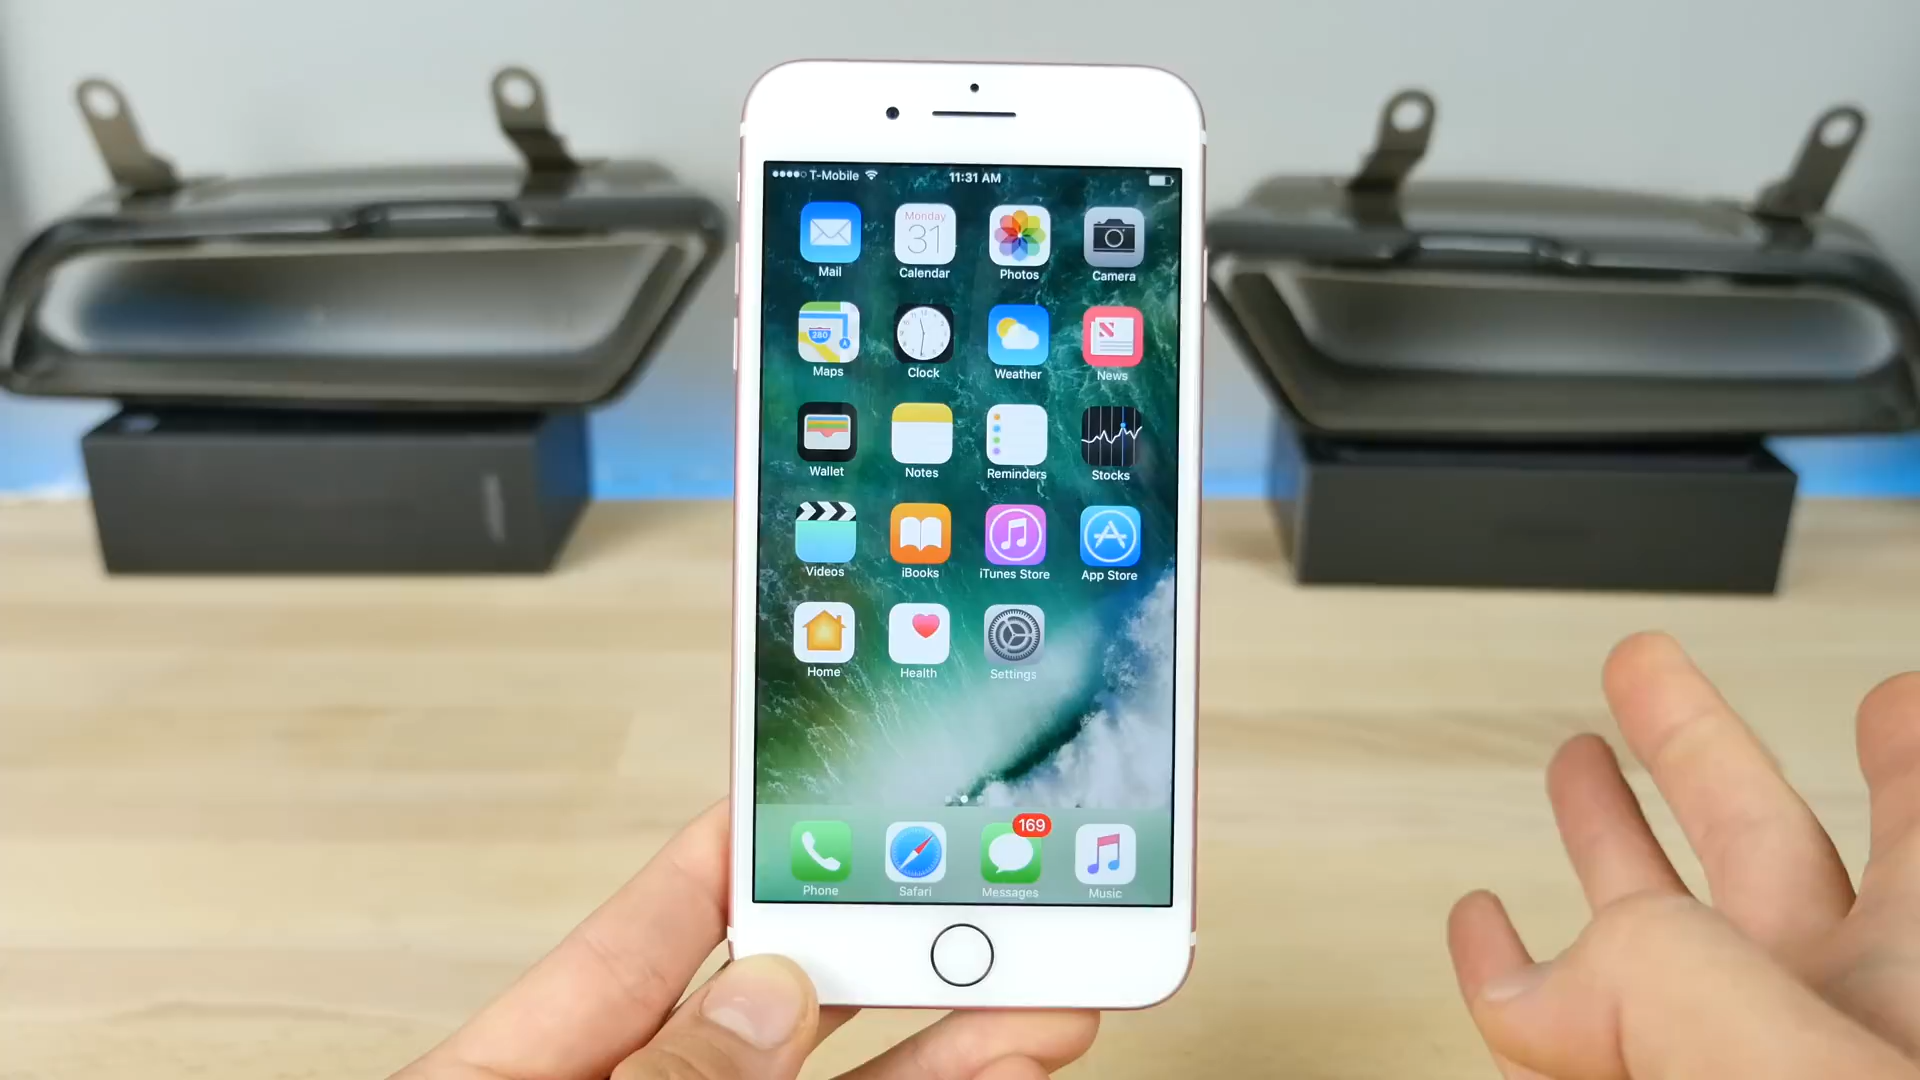 T-Mobile 11:31 AM
Monday
31
Mail Calendar Photos Camera
280
Maps Clock Weather News
Wallet Notes Reminders Stocks
Videos iBooks iTunes Store App Store
Home Health Settings
169
Phone Safari Messages Music